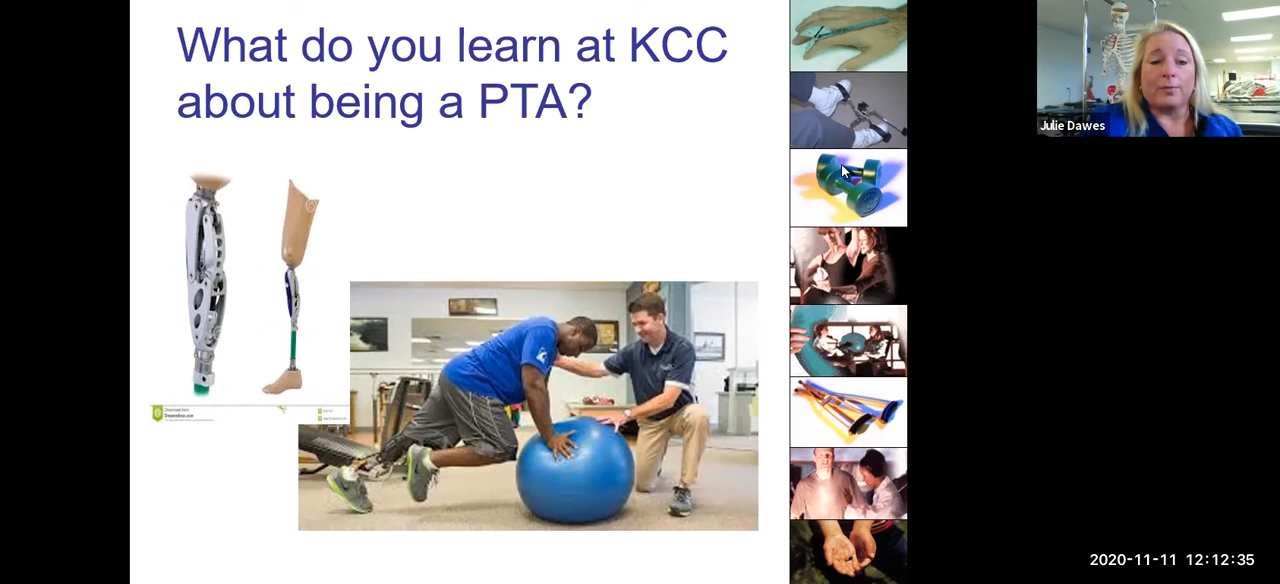 What do you learn at KCC
about being a PTA?
Julie Dawes
2020-11-11 12:12:35